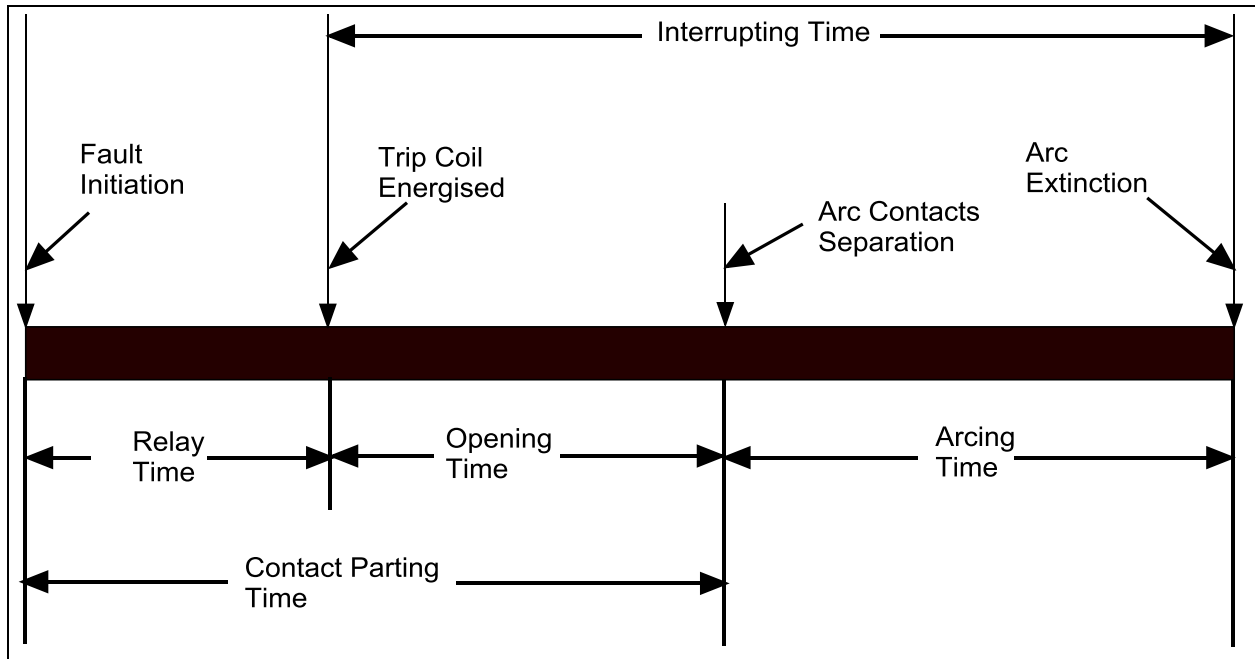 Interrupting Time
Fault
Initiation
Trip Coil
Energised
Arc Contacts
Separation
Arc
Extinction
Relay
Time
Opening
Time
Arcing
Time
Contact Parting
Time